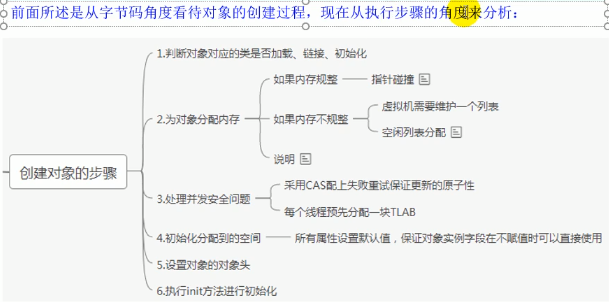 前面所述是从字节码角度看待对象的创建过程，现在从执行步骤的角度来分析：
创建对象的步骤
1.判断对象对应的类是否加载、链接、初始化
2.为对象分配内存
如果内存规整
指针碰撞
如果内存不规整
虚拟机需要维护一个列表
空闲列表分配
说明
3.处理并发安全问题
采用CAS配上失败重试保证更新的原子性
每个线程预先分配一块TLAB
4.初始化分配到的空间
所有属性设置默认值，保证对象实例字段在不赋值时可以直接使用
5.设置对象的对象头
6.执行init方法进行初始化